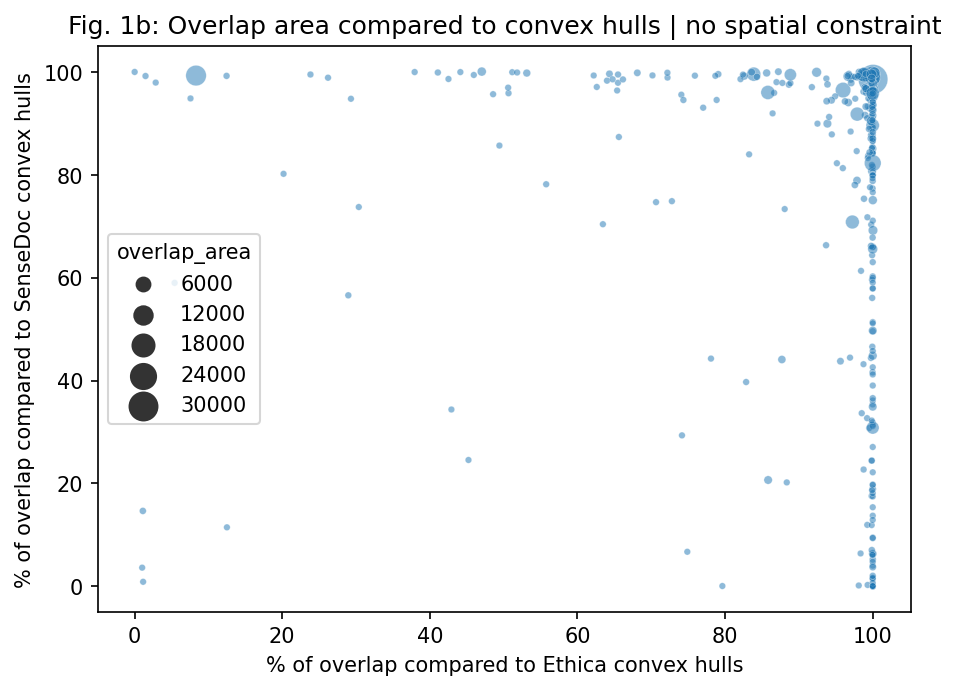 Fig. 1b: Overlap area compared to convex hulls | no spatial constraint
% of overlap compared to SenseDoc convex hulls
100
80
60
40
20
0
overlap_area
6000
12000
18000
24000
30000
0 20 40 60 80 100
% of overlap compared to Ethica convex hulls